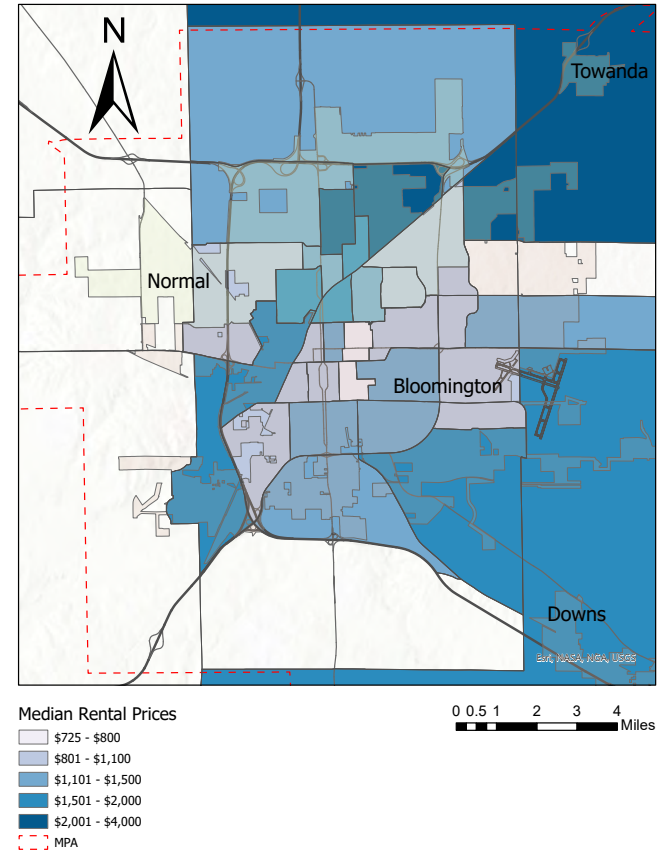 N
Towanda
Normal
Bloomington
Downs
Esri, NASA, NGA, USGS
Median Rental Prices
$725 - $800
$801 - $1,100
$1,101 - $1,500
$1,501 - $2,000
$2,001 - $4,000
MPA
0 0.5 1 2 3 4
Miles